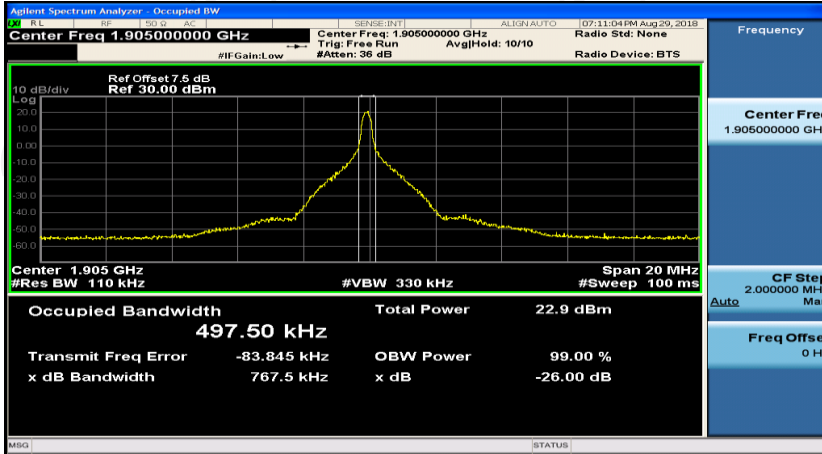 Agilent Spectrum Analyzer - Occupied BW
LXI RL RF 50 Ω AC SENSE:INT ALIGN AUTO 07:11:04 PM Aug 29, 2018
Center Freq 1.905000000 GHz Center Freq: 1.905000000 GHz Radio Std: None
Trig: Free Run Avg|Hold: 10/10
#IFGain:Low #Atten: 36 dB Radio Device: BTS
Frequency
Ref Offset 7.5 dB
10 dB/div Ref 30.00 dBm
Log
20.0
10.0
0.00
-10.0
-20.0
-30.0
-40.0
-50.0
-60.0
Center Fre
1.905000000 GH
Center 1.905 GHz Span 20 MHz
#Res BW 110 kHz #VBW 330 kHz #Sweep 100 ms
CF Step
2.000000 MH
Auto Ma
Occupied Bandwidth Total Power 22.9 dBm
497.50 kHz
Transmit Freq Error -83.845 kHz OBW Power 99.00 %
x dB Bandwidth 767.5 kHz x dB -26.00 dB
Freq Offse
0 H
MSG STATUS